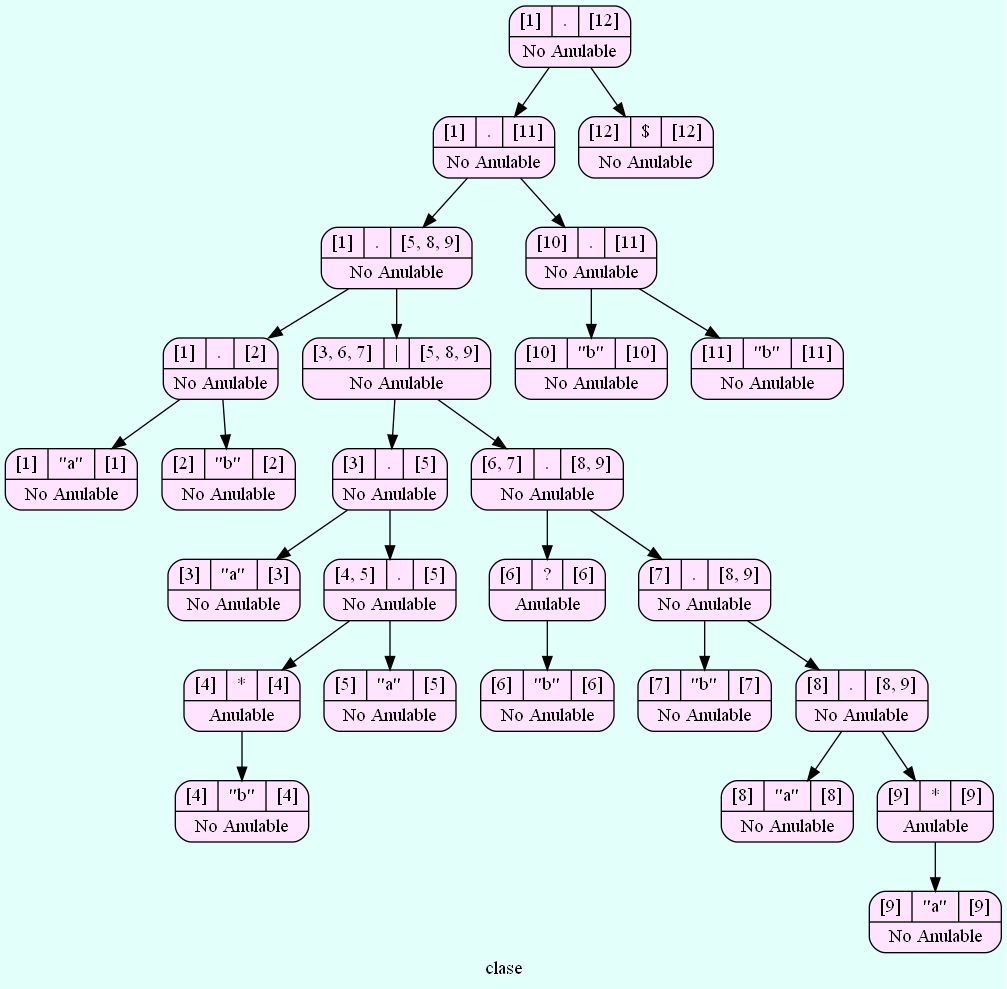 [1] . [12]
No Anulable
[1] . [11]
No Anulable
[12] $ [12]
No Anulable
[1] . [5, 8, 9]
No Anulable
[10] . [11]
No Anulable
[1] . [2]
No Anulable
[3, 6, 7] | [5, 8, 9]
No Anulable
[10] "b" [10]
No Anulable
[11] "b" [11]
No Anulable
[1] "a" [1]
No Anulable
[2] "b" [2]
No Anulable
[3] . [5]
No Anulable
[6, 7] . [8, 9]
No Anulable
[3] "a" [3]
No Anulable
[4, 5] . [5]
No Anulable
[6] ? [6]
Anulable
[7] . [8, 9]
No Anulable
[4] * [4]
Anulable
[5] "a" [5]
No Anulable
[6] "b" [6]
No Anulable
[7] "b" [7]
No Anulable
[8] . [8, 9]
No Anulable
[4] "b" [4]
No Anulable
[8] "a" [8]
No Anulable
[9] * [9]
Anulable
[9] "a" [9]
No Anulable
clase